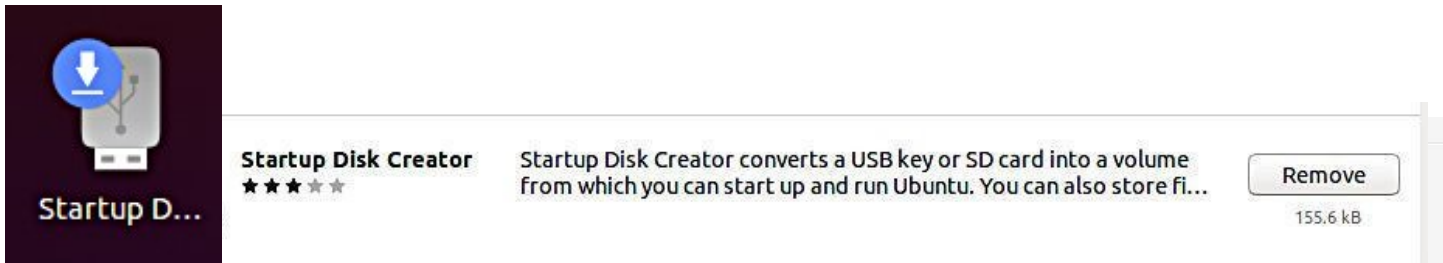 Startup D...
Startup Disk Creator
Startup Disk Creator converts a USB key or SD card into a volume
from which you can start up and run Ubuntu. You can also store fi...
Remove
155.6 kB